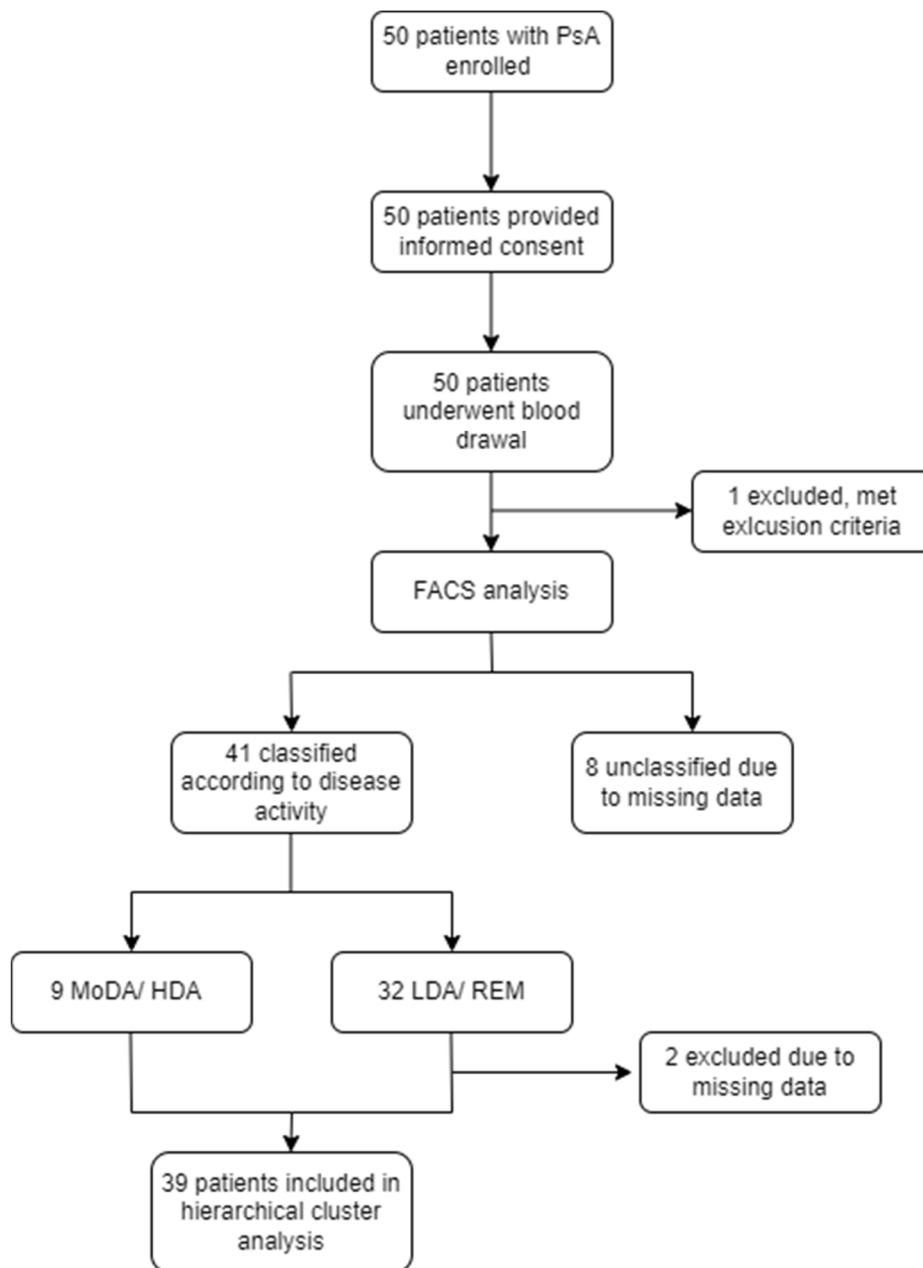 50 patients with PsA
enrolled
50 patients provided
informed consent
50 patients
underwent blood
drawal
1 excluded, met
exlcusion criteria
FACS analysis
41 classified
according to disease
activity
8 unclassified due
to missing data
9 MoDA/ HDA
32 LDA/ REM
2 excluded due to
missing data
39 patients included in
hierarchical cluster
analysis